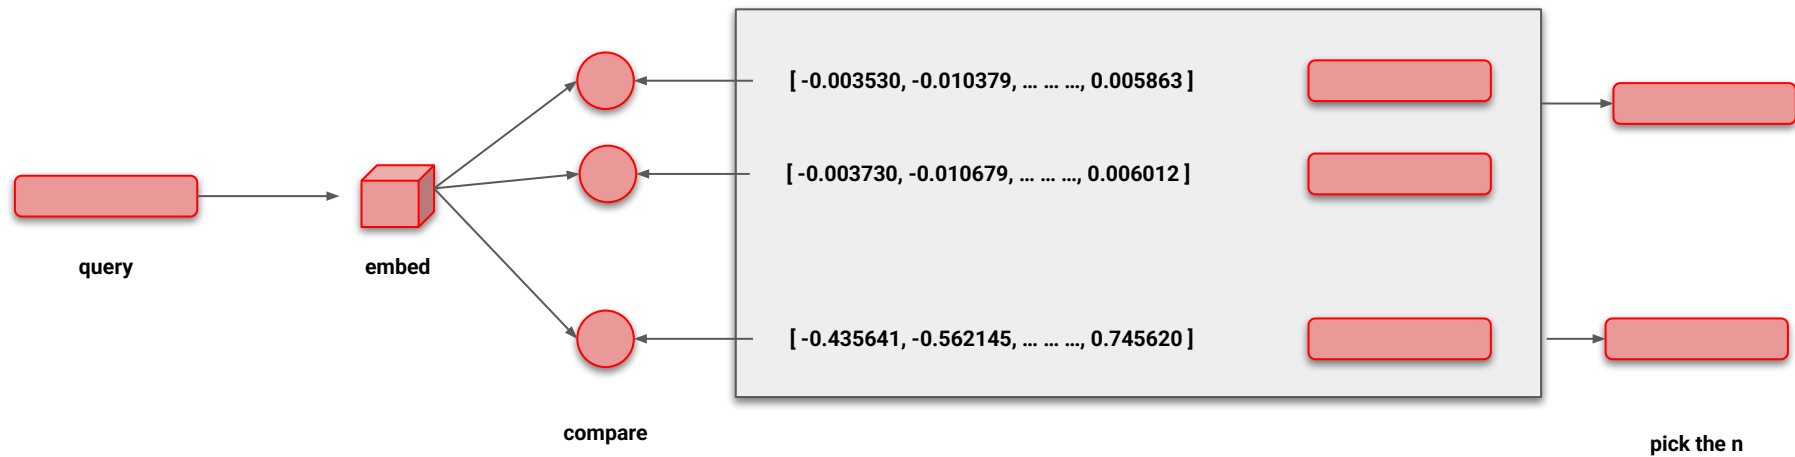 [ -0.003530, -0.010379, … … …, 0.005863 ]
[ -0.003730, -0.010679, … … …, 0.006012 ]
query
embed
[ -0.435641, -0.562145, … … …, 0.745620 ]
compare
pick the n